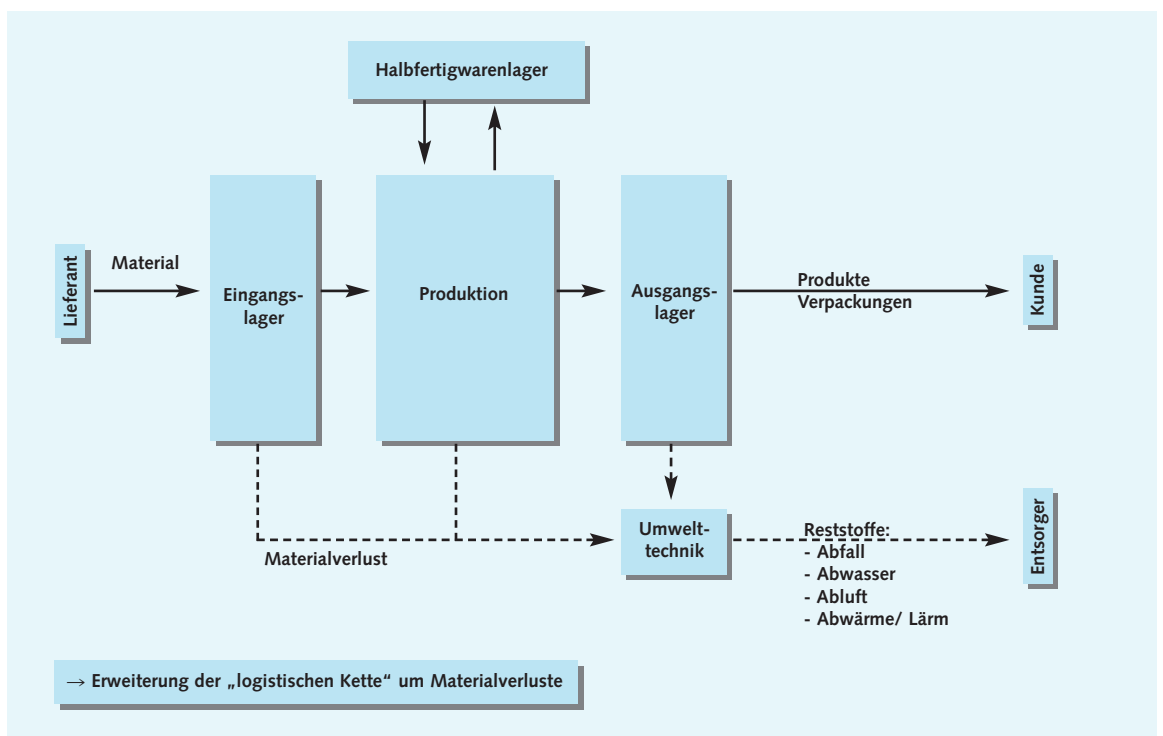 Halbfertigwarenlager
Lieferant
Material
Eingangs-
lager
Produktion
Ausgangs-
lager
Produkte
Verpackungen
Kunde
Materialverlust
Umwelt-
technik
Reststoffe:
- Abfall
- Abwasser
- Abluft
- Abwärme/ Lärm
Entsorger
→ Erweiterung der „logistischen Kette“ um Materialverluste